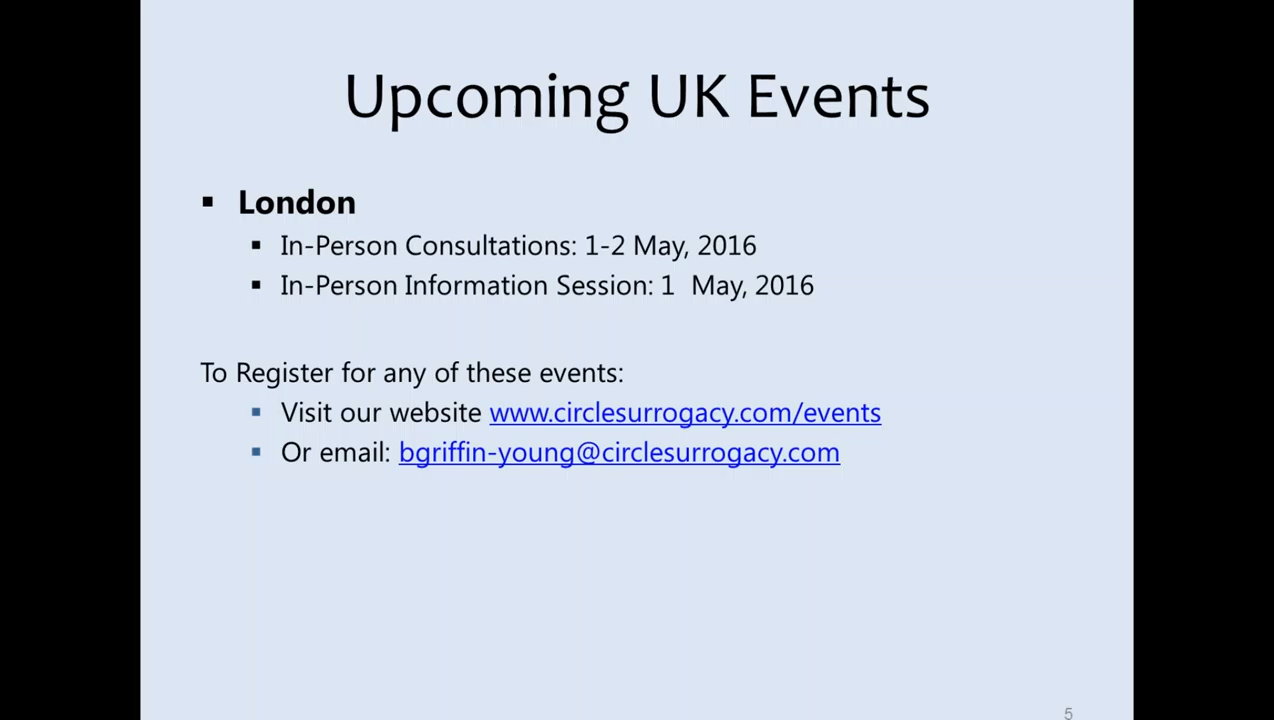 Upcoming UK Events
▪ London
▪ In-Person Consultations: 1-2 May, 2016
▪ In-Person Information Session: 1  May, 2016
To Register for any of these events:
▪ Visit our website www.circlesurrogacy.com/events
▪ Or email: bgriffin-young@circlesurrogacy.com
5